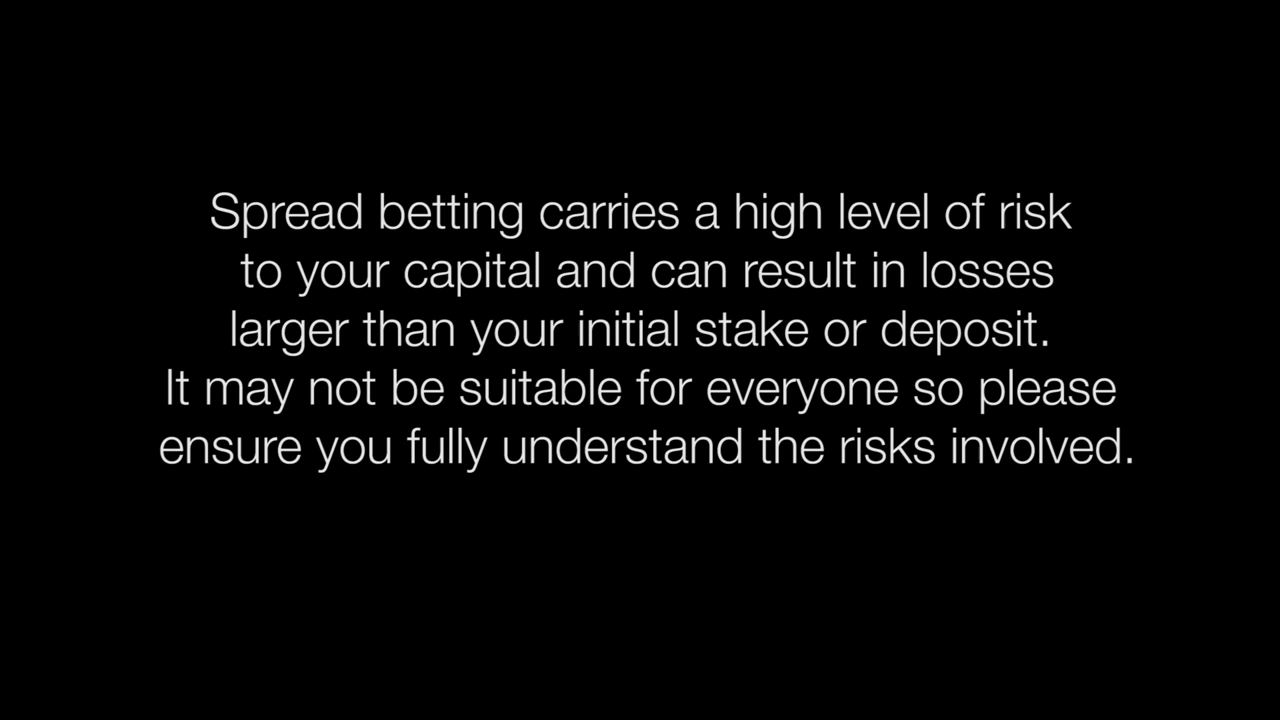 Spread betting carries a high level of risk
to your capital and can result in losses
larger than your initial stake or deposit.
It may not be suitable for everyone so please
ensure you fully understand the risks involved.